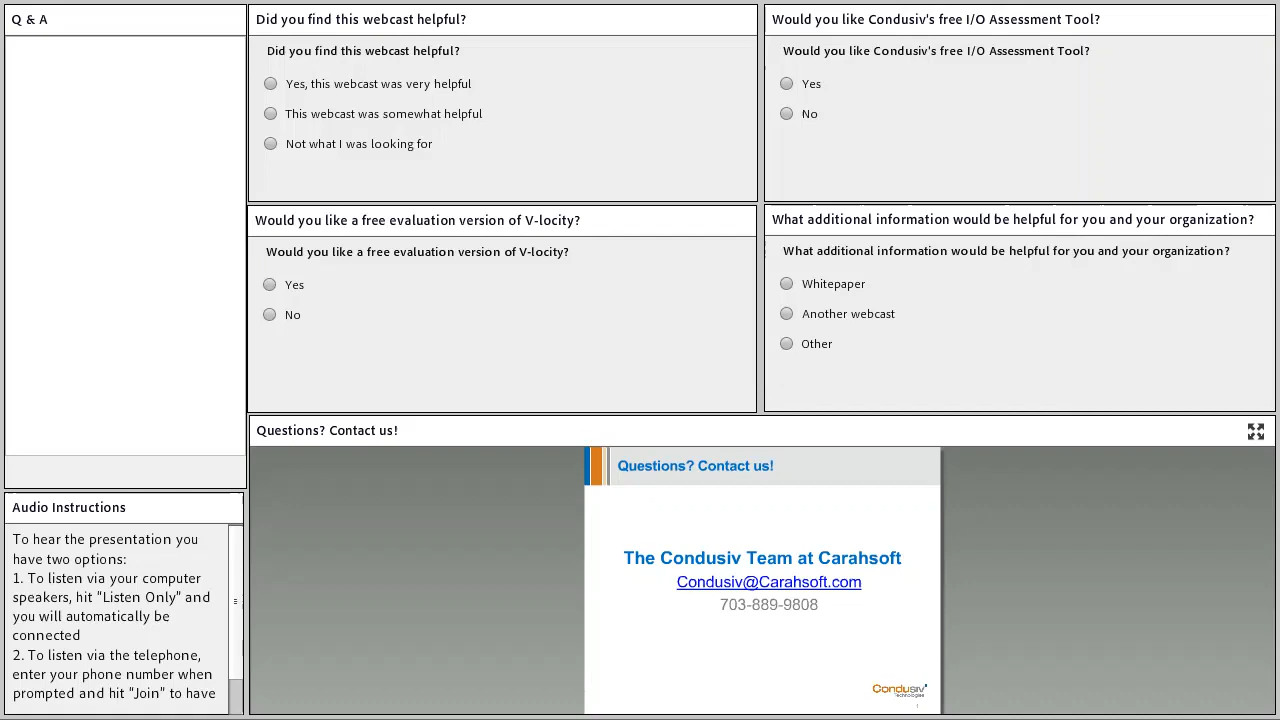 Q & A
Did you find this webcast helpful?
Did you find this webcast helpful?
Yes, this webcast was very helpful
This webcast was somewhat helpful
Not what I was looking for
Would you like Condusiv's free I/O Assessment Tool?
Would you like Condusiv's free I/O Assessment Tool?
Yes
No
Would you like a free evaluation version of V-locity?
Would you like a free evaluation version of V-locity?
Yes
No
What additional information would be helpful for you and your organization?
What additional information would be helpful for you and your organization?
Whitepaper
Another webcast
Other
Audio Instructions
To hear the presentation you
have two options:
1. To listen via your computer
speakers, hit "Listen Only" and
you will automatically be
connected
2. To listen via the telephone,
enter your phone number when
prompted and hit "Join" to have
Questions? Contact us!
Questions? Contact us!
The Condusiv Team at Carahsoft
Condusiv@Carahsoft.com
703-889-9808
Condusiv
Technologies
1